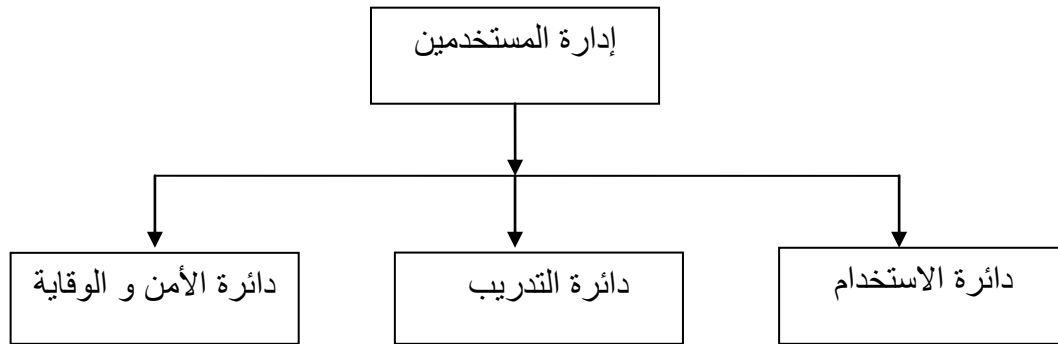 إدارة المستخدمين
دائرة الاستخدام
دائرة التدريب
دائرة الأمن و الوقاية